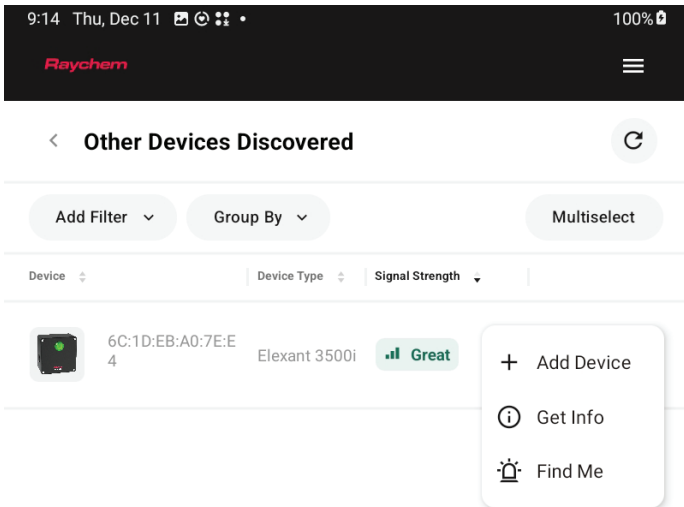 9:14 Thu, Dec 11 100%
Raychem
Other Devices Discovered
Add Filter Group By Multiselect
Device Device Type Signal Strength
6C:1D:EB:A0:7E:E
4
Elexant 3500i
Great
Add Device
Get Info
Find Me